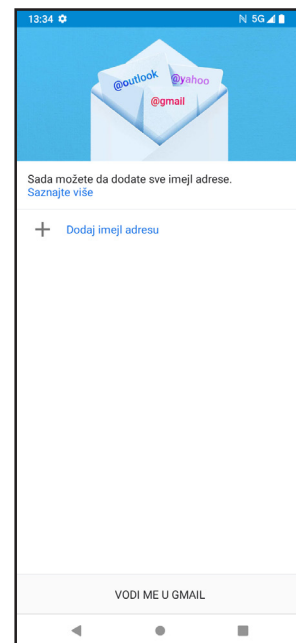 13:34 5G
@outlook @yahoo
@gmail
Sada možete da dodate sve imejl adrese.
Saznajte više
Dodaj imejl adresu
VODI ME U GMAIL